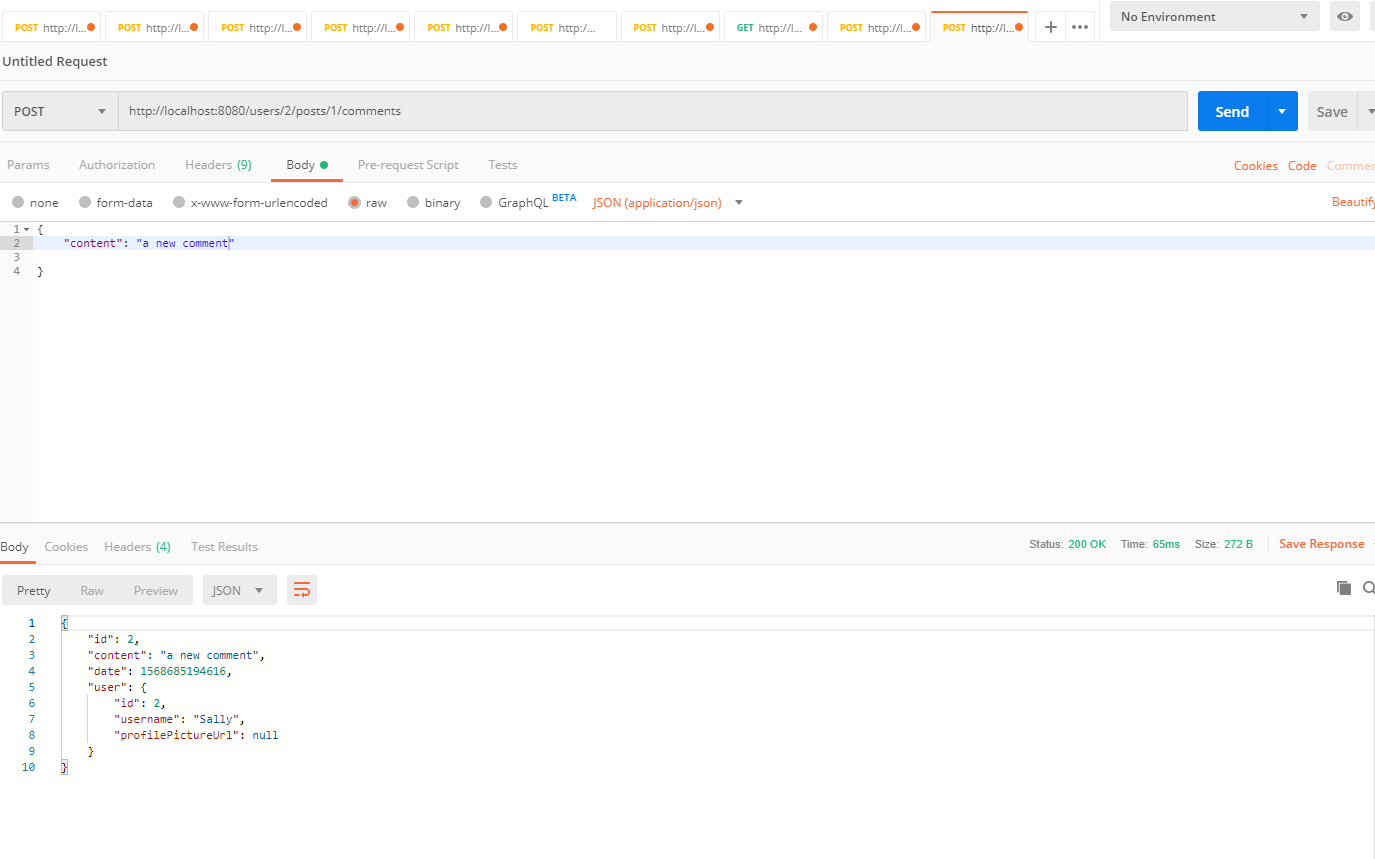 POST http://l... POST http://l... POST http://l... POST http://l... POST http://l... POST http:/... POST http://l... GET http://l... POST http://l... POST http://l... + ••• No Environment
Untitled Request
POST http://localhost:8080/users/2/posts/1/comments Send Save
Params Authorization Headers (9) Body Pre-request Script Tests Cookies Code Commen
none form-data x-www-form-urlencoded raw binary GraphQL BETA JSON (application/json) Beautify
1 {
2 "content": "a new comment"
3
4 }
Body Cookies Headers (4) Test Results Status: 200 OK Time: 65ms Size: 272 B Save Response
Pretty Raw Preview JSON
1 {
2 "id": 2,
3 "content": "a new comment",
4 "date": 1568685194616,
5 "user": {
6 "id": 2,
7 "username": "Sally",
8 "profilePictureUrl": null
9 }
10 }